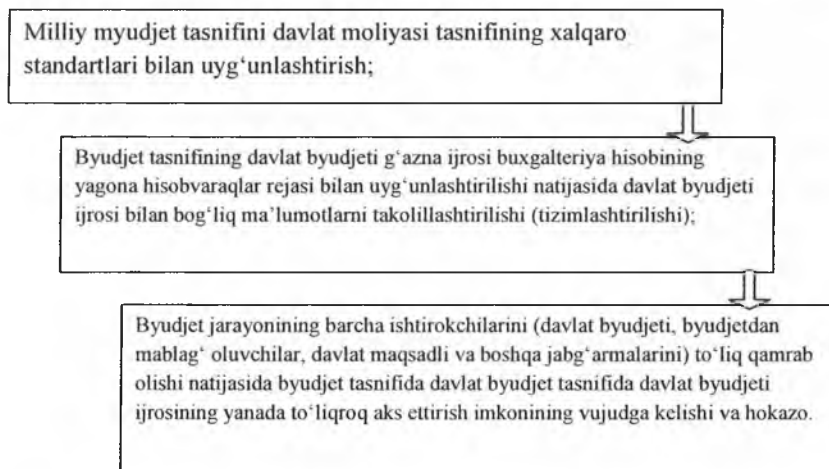 Milliy myudjet tasnifini davlat moliyasi tasnifining xalqaro
standartlari bilan uyg‘unlashtirish;
Byudjet tasnifining davlat byudjeti g‘azna ijrosi buxgalteriya hisobining
yagona hisobvaraqlar rejasi bilan uyg‘unlashtirilishi natijasida davlat byudjeti
ijrosi bilan bog‘liq ma’lumotlarni takolillashtirilishi (tizimlashtirilishi);
Byudjet jarayonining barcha ishtirokchilarini (davlat byudjeti, byudjetdan
mablag‘ oluvchilar, davlat maqsadli va boshqa jabg‘armalarini) to‘liq qamrab
olishi natijasida byudjet tasnifida davlat byudjet tasnifida davlat byudjeti
ijrosining yanada to‘liqroq aks ettirish imkonining vujudga kelishi va hokazo.